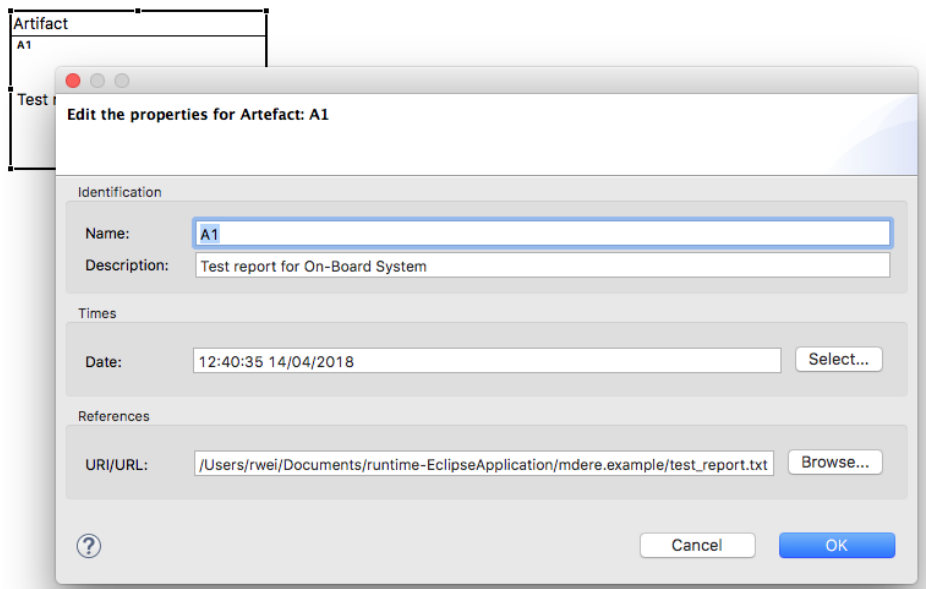 Artifact
A1
Test r
Edit the properties for Artefact: A1
Identification
Name: A1
Description: Test report for On-Board System
Times
Date: 12:40:35 14/04/2018 Select...
References
URI/URL: /Users/rwei/Documents/runtime-EclipseApplication/mdere.example/test_report.txt Browse...
? Cancel OK